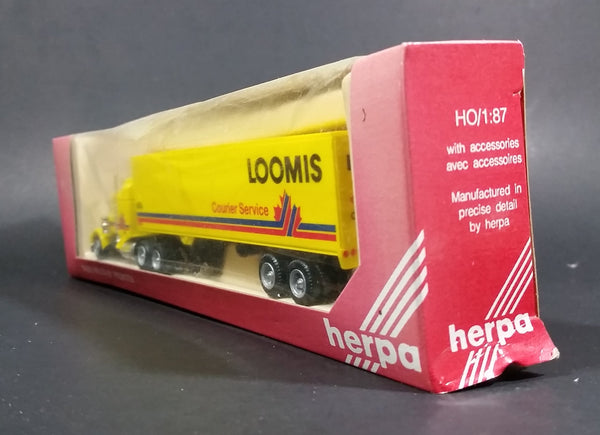 LOOMIS
Courier Service
herpa
HO/1:87
with accessories
avec accessoires
Manufactured in
precise detail
by herpa
herpa